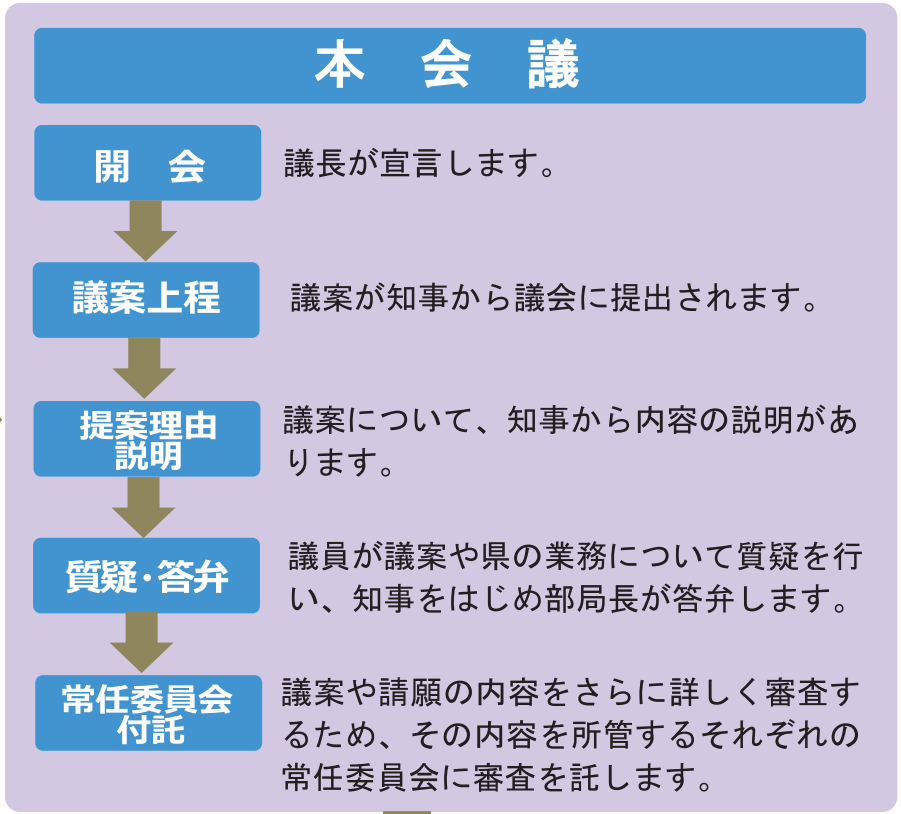 本　会　議
開　会
議長が宣言します。
議案上程
議案が知事から議会に提出されます。
提案理由
説明
議案について、知事から内容の説明があ
ります。
質疑・答弁
議員が議案や県の業務について質疑を行
い、知事をはじめ部局長が答弁します。
常任委員会
付託
議案や請願の内容をさらに詳しく審査す
るため、その内容を所管するそれぞれの
常任委員会に審査を託します。